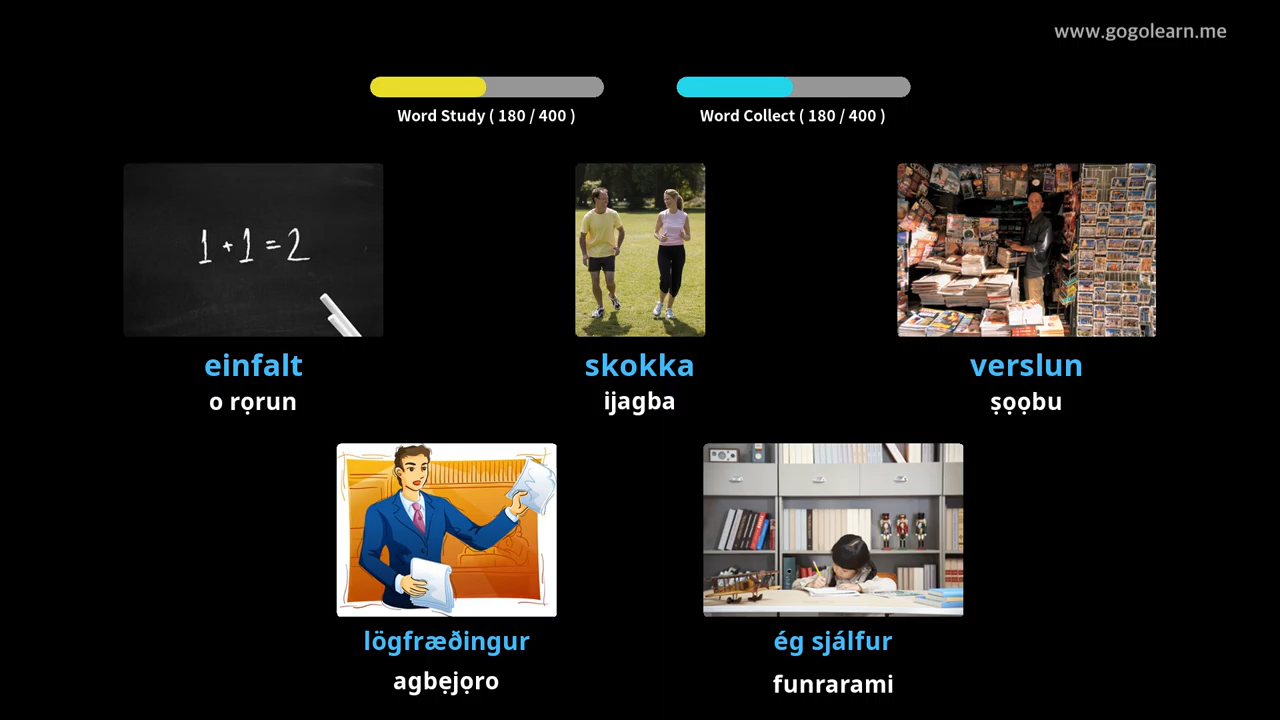 www.gogolearn.me
Word Study ( 180 / 400 )
Word Collect ( 180 / 400 )
1 + 1 = 2
einfalt
o rọrun
skokka
ijagba
verslun
ṣọọbu
lögfræðingur
agbẹjọro
ég sjálfur
funrarami